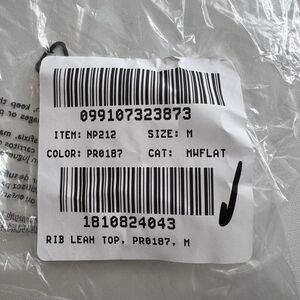 099107323873
ITEM: NP212 SIZE: M
COLOR: PR0187 CAT: MWFLAT
1810824043
RIB LEAH TOP, PR0187, M